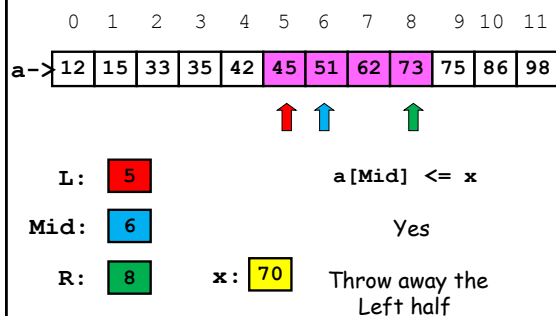 0 1 2 3 4 5 6 7 8 9 10 11
a-> 12 15 33 35 42 45 51 62 73 75 86 98
L: 5 a[Mid] <= x
Mid: 6 Yes
R: 8 x: 70 Throw away the
Left half